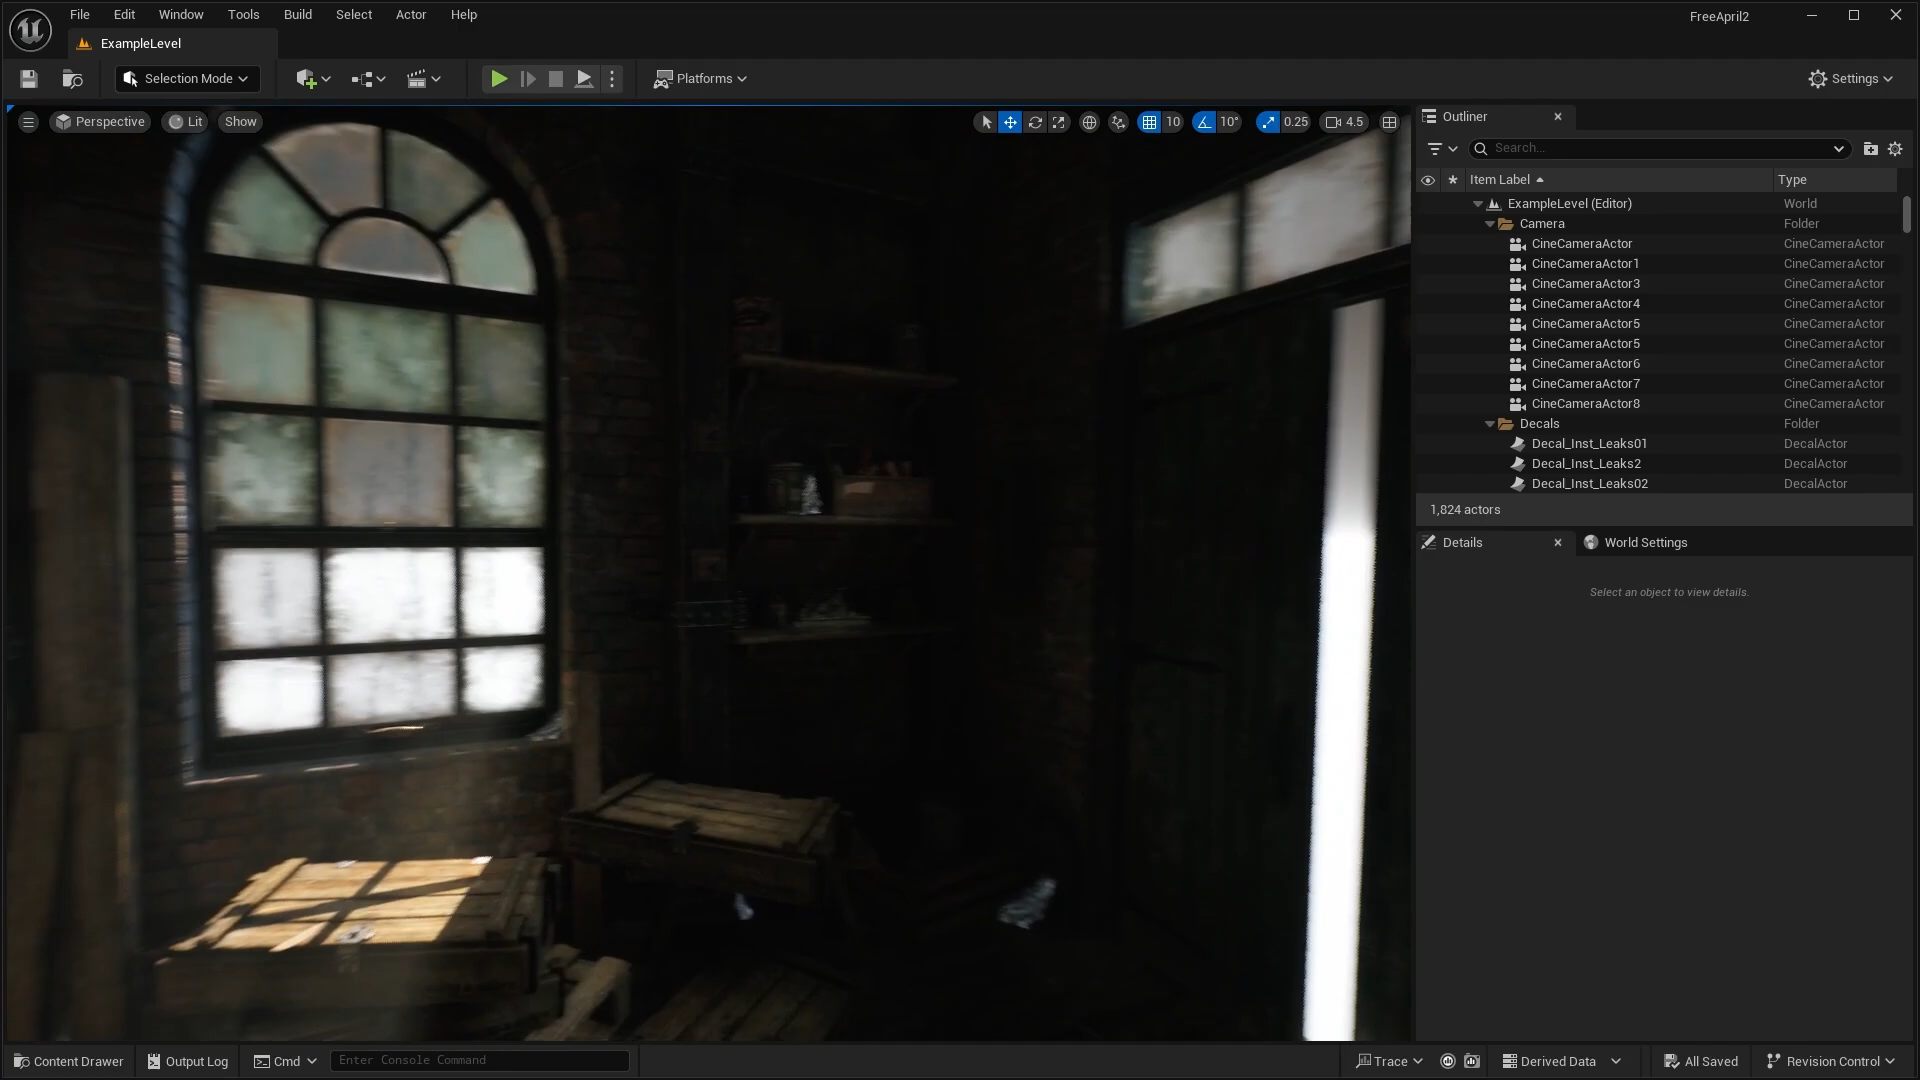 File Edit Window Tools Build Select Actor Help
FreeApril2
ExampleLevel
Selection Mode
Platforms
Settings
Perspective Lit Show
10 10° 0.25 4.5
Outliner
Search...
Item Label Type
ExampleLevel (Editor) World
Camera Folder
CineCameraActor CineCameraActor
CineCameraActor1 CineCameraActor
CineCameraActor3 CineCameraActor
CineCameraActor4 CineCameraActor
CineCameraActor5 CineCameraActor
CineCameraActor5 CineCameraActor
CineCameraActor6 CineCameraActor
CineCameraActor7 CineCameraActor
CineCameraActor8 CineCameraActor
Decals Folder
Decal_Inst_Leaks01 DecalActor
Decal_Inst_Leaks2 DecalActor
Decal_Inst_Leaks02 DecalActor
1,824 actors
Details World Settings
Select an object to view details.
Content Drawer Output Log Cmd Enter Console Command Trace Derived Data All Saved Revision Control